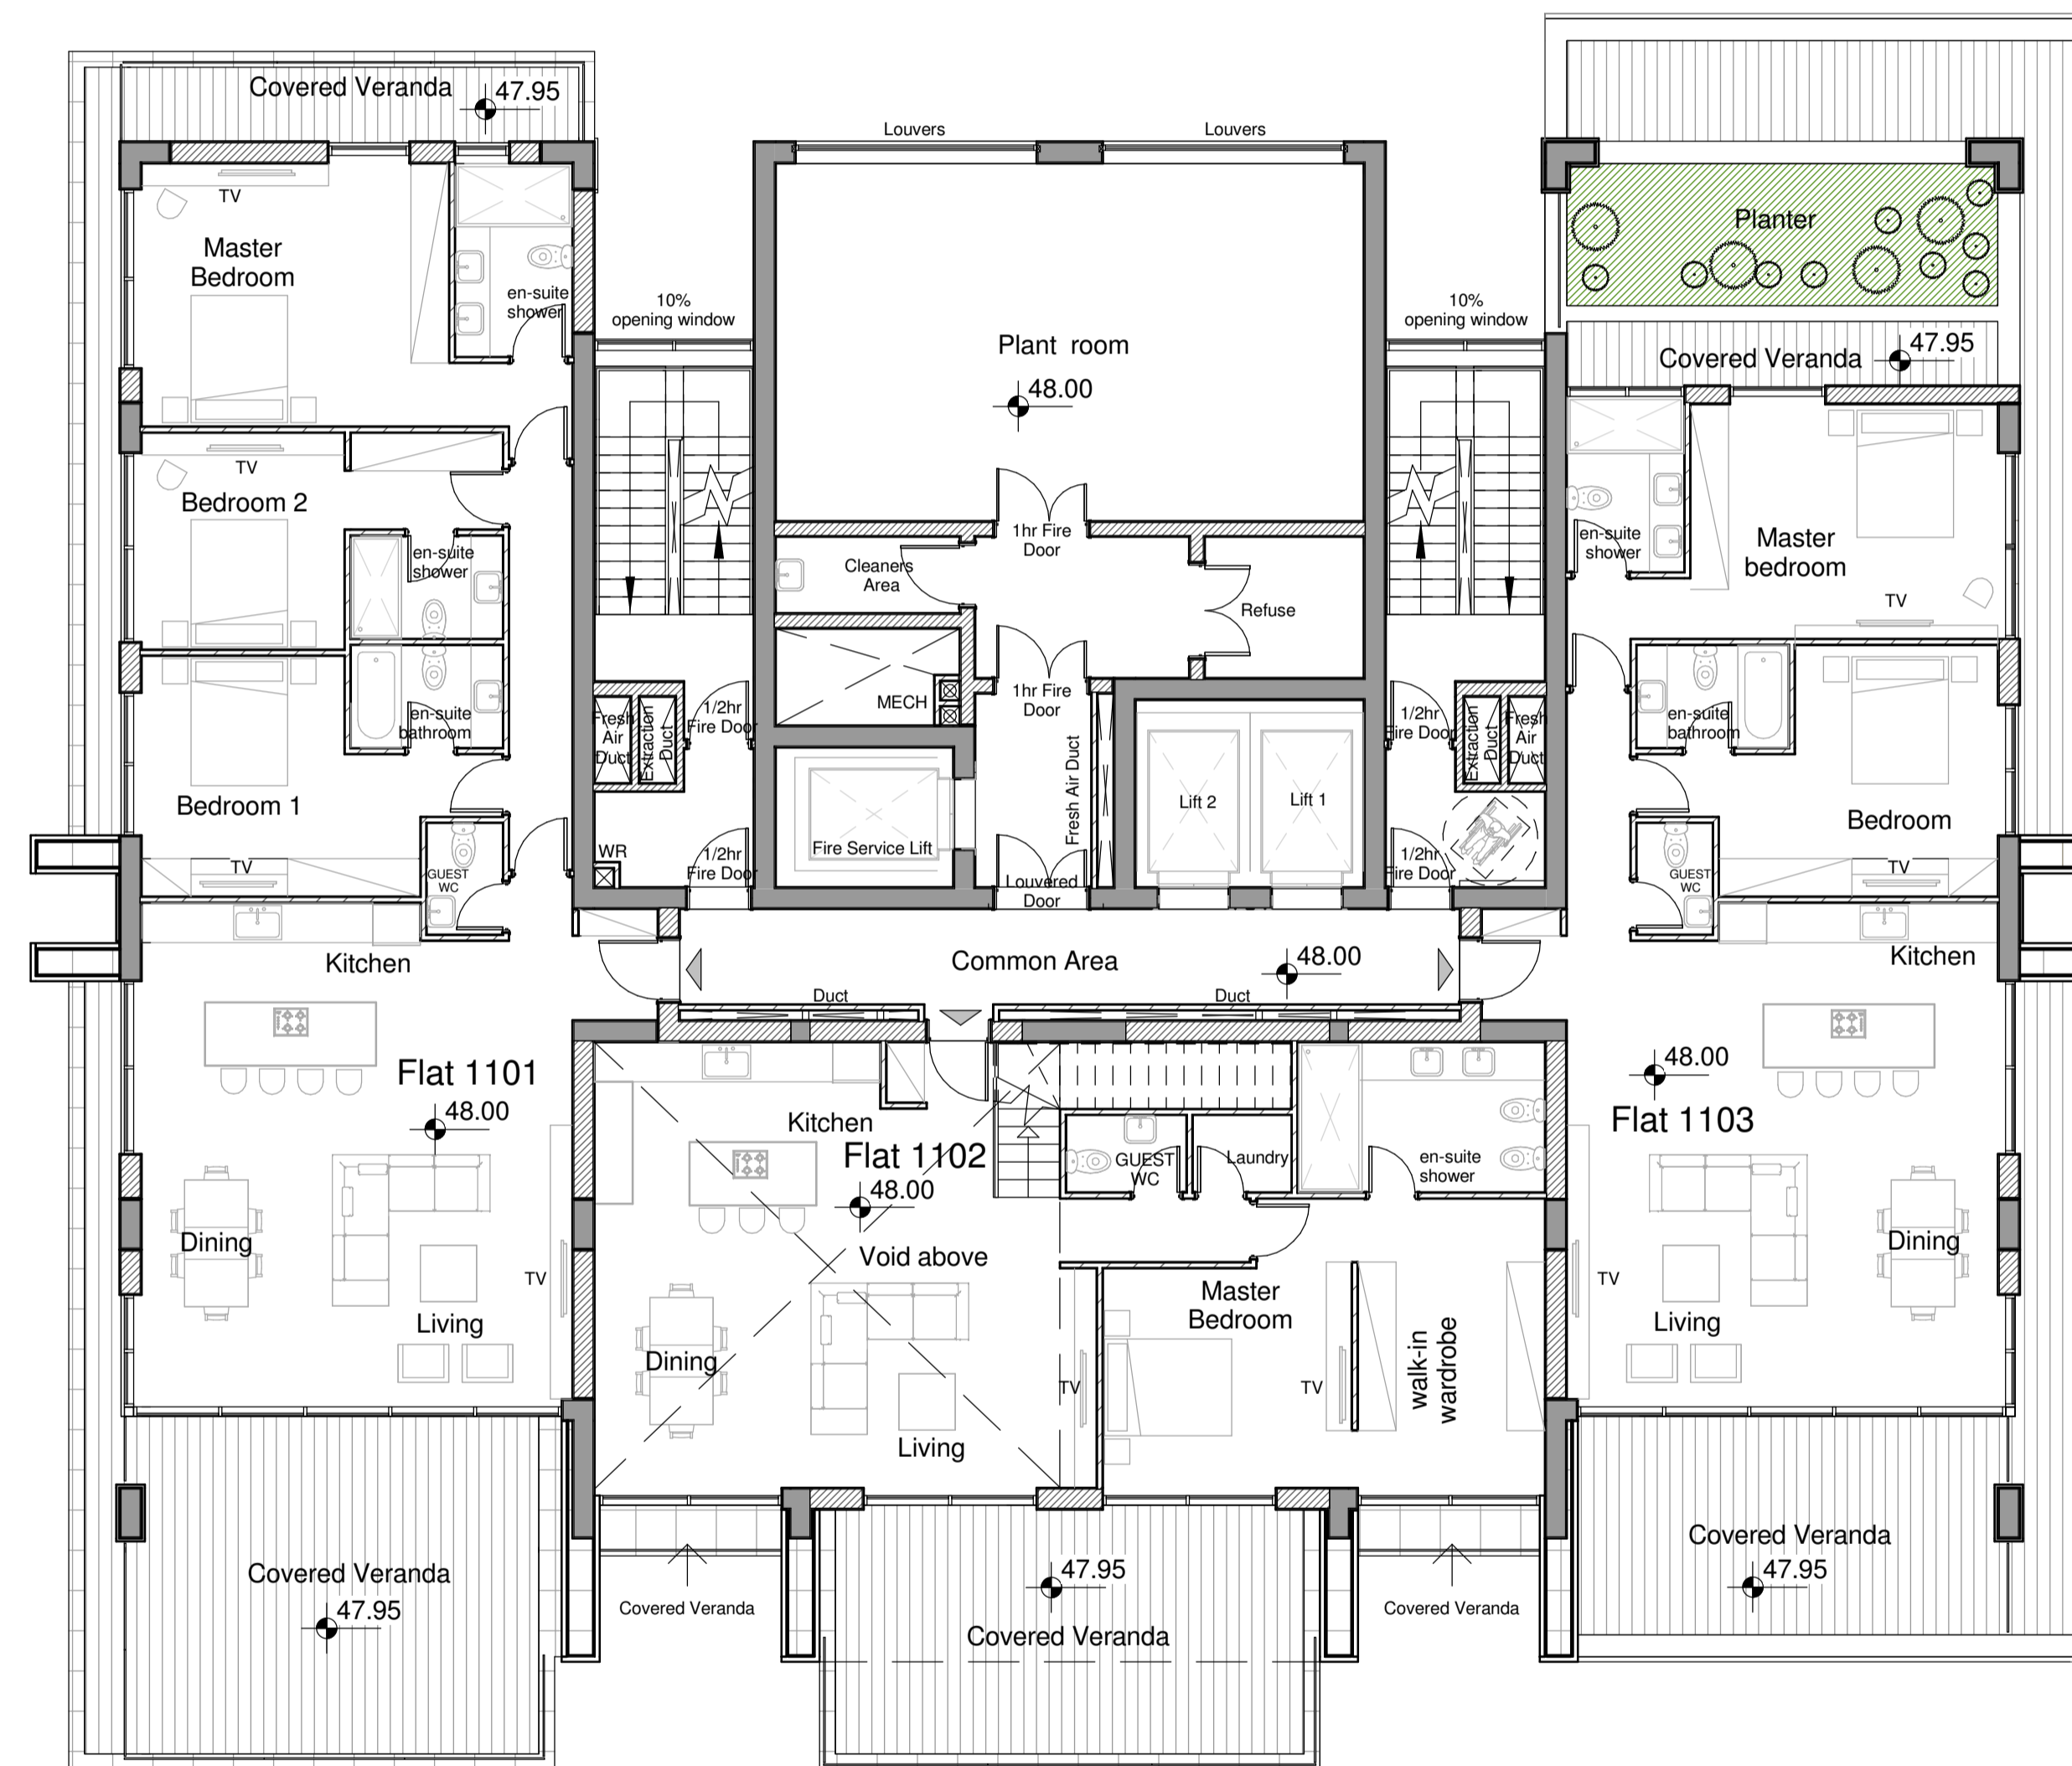 Covered Veranda
47.95
Louvers
Louvers
TV
Master
Bedroom
en-suite
shower
10%
opening window
10%
opening window
Planter
Plant room
48.00
Covered Veranda
47.95
TV
Bedroom 2
en-suite
shower
1hr Fire
Door
Cleaners
Area
Refuse
en-suite
shower
Master
bedroom
TV
en-suite
bathroom
Bedroom 1
TV
GUEST
WC
Fresh
Air
Duct
Extraction
Duct
1/2hr
Fire Door
WR
1/2hr
Fire Door
MECH
1hr Fire
Door
Fresh Air Duct
Fire Service Lift
Louvered
Door
Lift 2
Lift 1
1/2hr
Fire Door
Extraction
Duct
Fresh
Air
Duct
1/2hr
Fire Door
en-suite
bathroom
Bedroom
TV
GUEST
WC
Kitchen
Common Area
48.00
Duct
Duct
Kitchen
Flat 1101
48.00
Kitchen
Flat 1102
48.00
Void above
GUEST
WC
Laundry
en-suite
shower
48.00
Flat 1103
Dining
TV
Living
Dining
TV
Living
Master
Bedroom
TV
walk-in
wardrobe
TV
Living
Dining
Covered Veranda
47.95
Covered Veranda
47.95
Covered Veranda
Covered Veranda
Covered Veranda
47.95